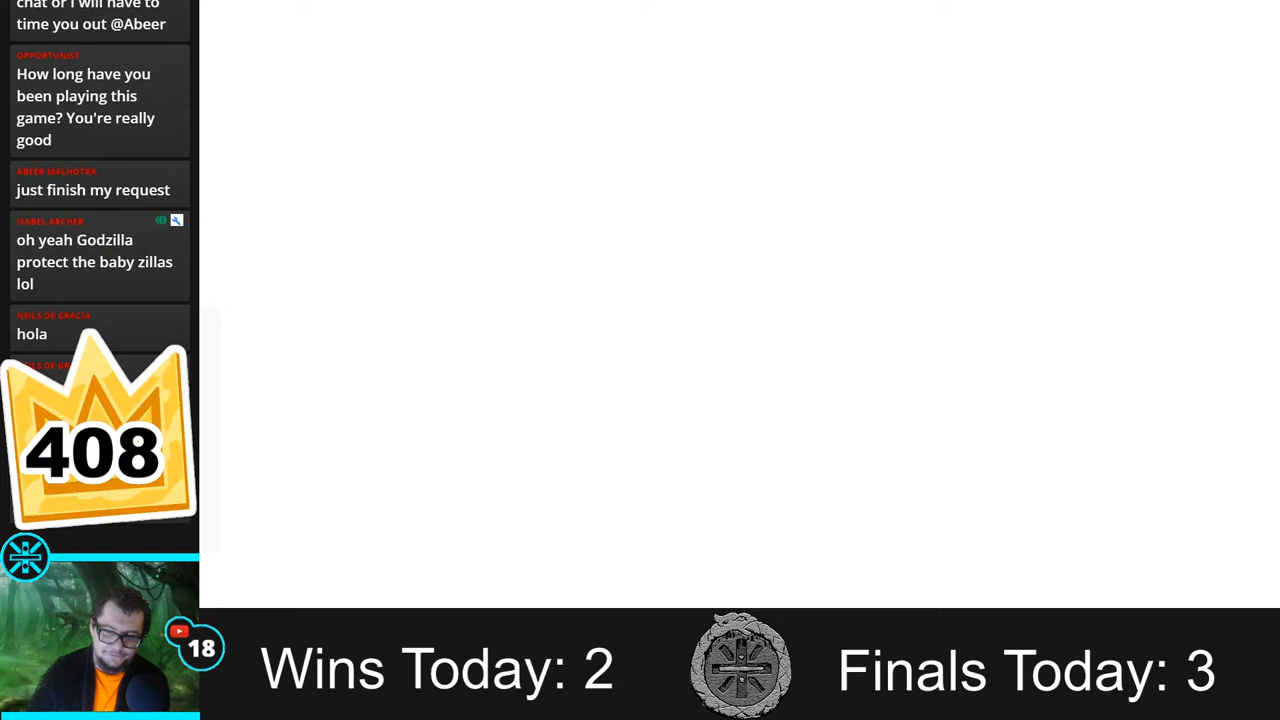 chat or I will have to
time you out @Abeer
OPPORTUNIST
How long have you
been playing this
game? You're really
good
ABEER MALHOTRA
just finish my request
ISABEL ARCHER
oh yeah Godzilla
protect the baby zillas
lol
NEILS DE GRACIA
hola
408
18
Wins Today: 2
Finals Today: 3